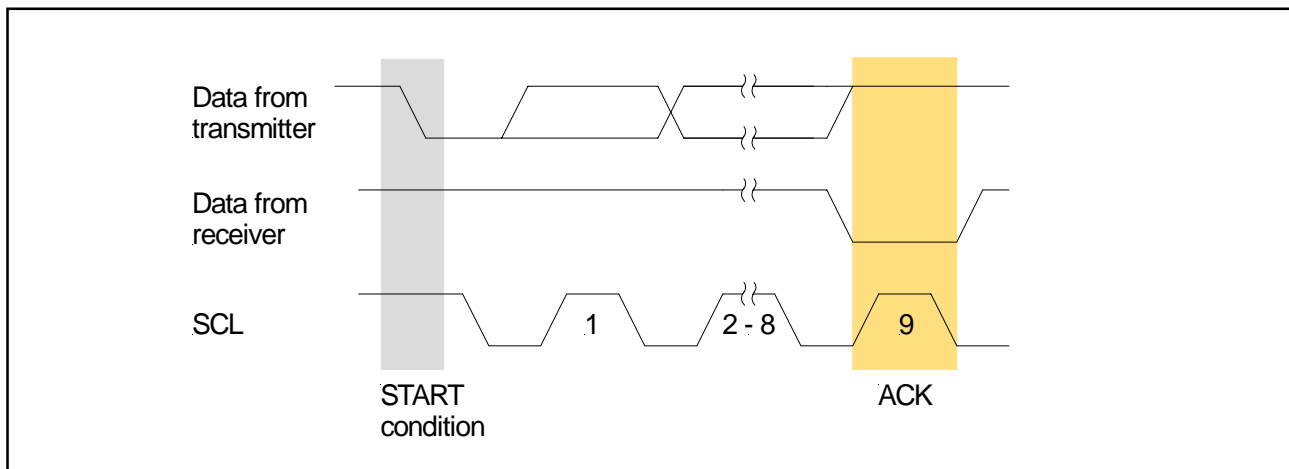 Data from
transmitter
Data from
receiver
SCL
1
2 - 8
9
START
condition
ACK